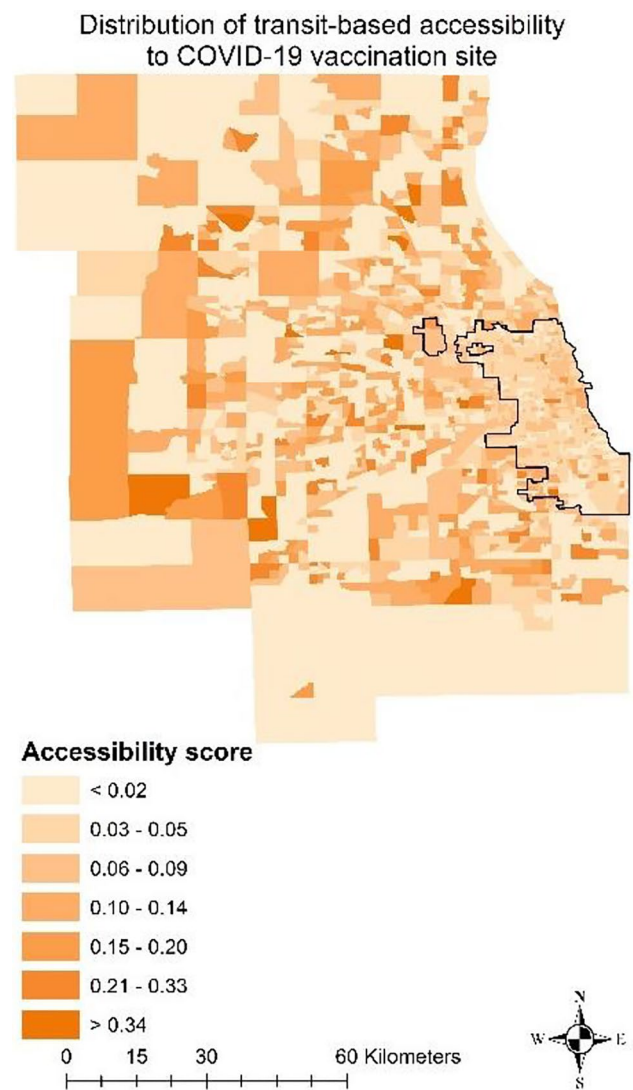 Distribution of transit-based accessibility
to COVID-19 vaccination site
Accessibility score
< 0.02
0.03 - 0.05
0.06 - 0.09
0.10 - 0.14
0.15 - 0.20
0.21 - 0.33
> 0.34
0 15 30 60 Kilometers
N
W E
S